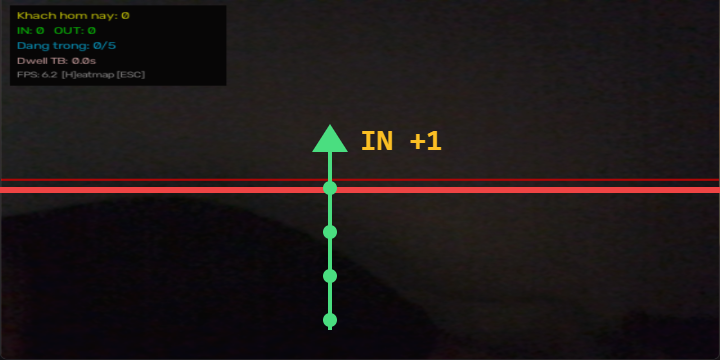 Khach hom nay: 0
IN: 0 OUT: 0
Dang trong: 0/5
Dwell TB: 0.0s
FPS: 6.2 [H]eatmap [ESC]
IN +1